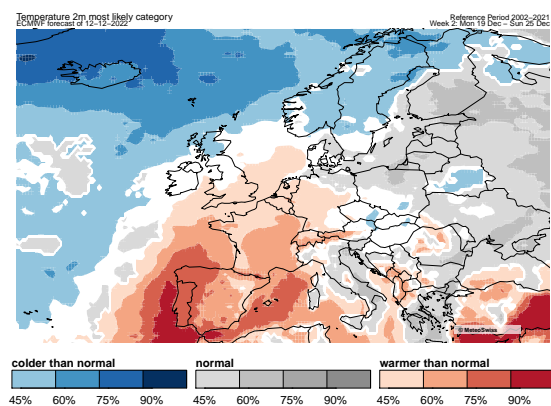 Temperature 2m most likely category
ECMWF forecast of 12−12−2022
Reference Period 2002−2021
Week 2: Mon 19 Dec − Sun 25 Dec
© MeteoSwiss
colder than normal
normal
warmer than normal
45% 60% 75% 90%
45% 60% 75% 90%
45% 60% 75% 90%